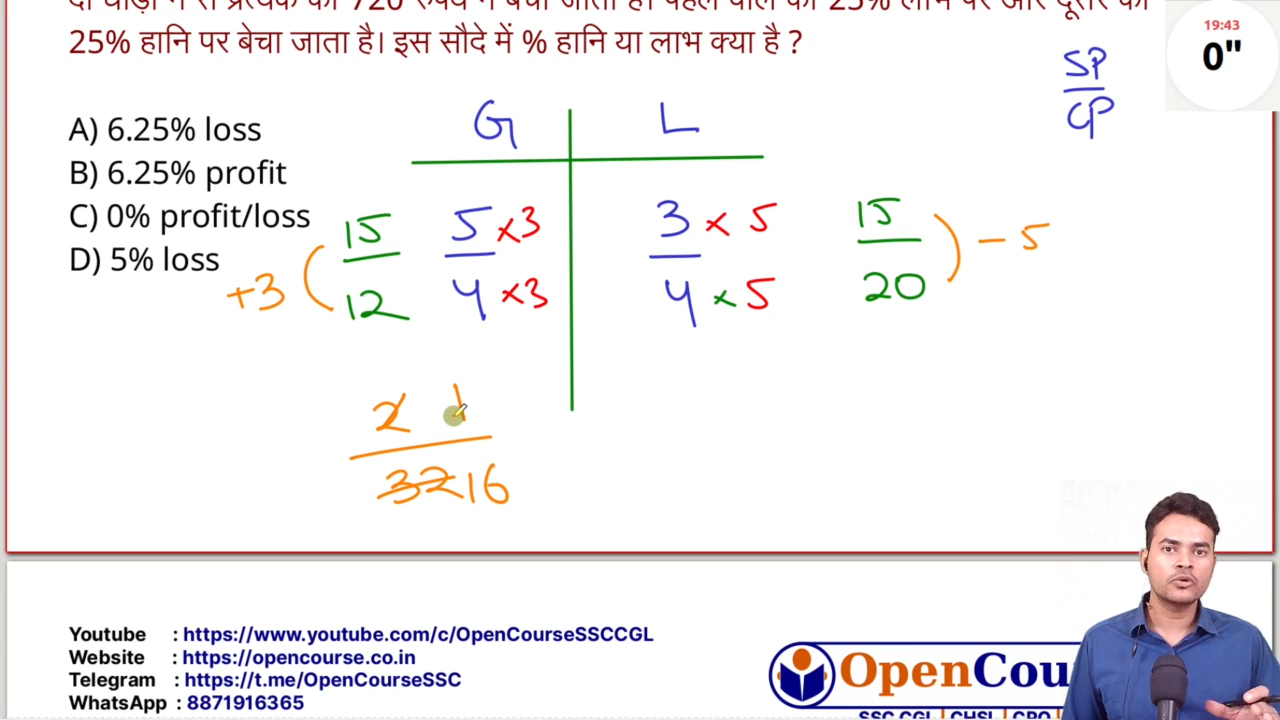 25% हानि पर बेचा जाता है। इस सौदे में % हानि या लाभ क्या है ?
19:43
0"
SP
CP
A) 6.25% loss
B) 6.25% profit
C) 0% profit/loss
D) 5% loss
G L
15 5 ×3 3 × 5 15
12 4 ×3 4 × 5 20
+3 − 5
2 1
32 16
Youtube : https://www.youtube.com/c/OpenCourseSSCCGL
Website : https://opencourse.co.in
Telegram : https://t.me/OpenCourseSSC
WhatsApp : 8871916365
OpenCou